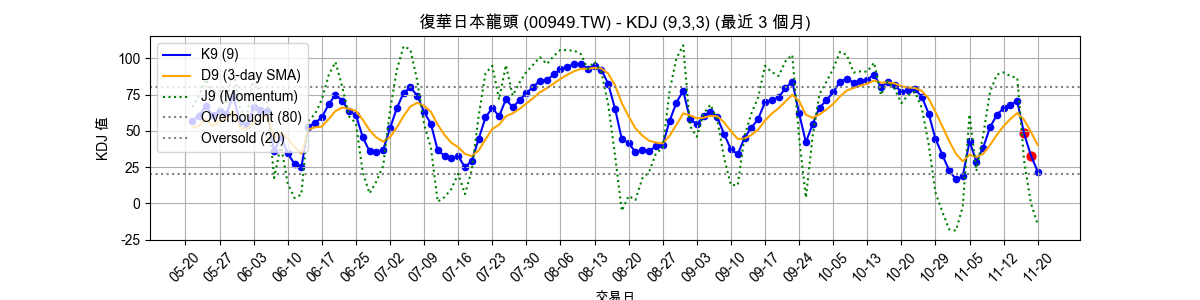 復華日本龍頭 (00949.TW) - KDJ (9,3,3) (最近 3 個月)
K9 (9)
D9 (3-day SMA)
J9 (Momentum)
Overbought (80)
Oversold (20)
KDJ 值
100
75
50
25
0
-25
05-20 05-27 06-03 06-10 06-17 06-25 07-02 07-09 07-16 07-23 07-30 08-06 08-13 08-20 08-27 09-03 09-10 09-17 09-24 10-05 10-13 10-20 10-29 11-05 11-12 11-20
交易日